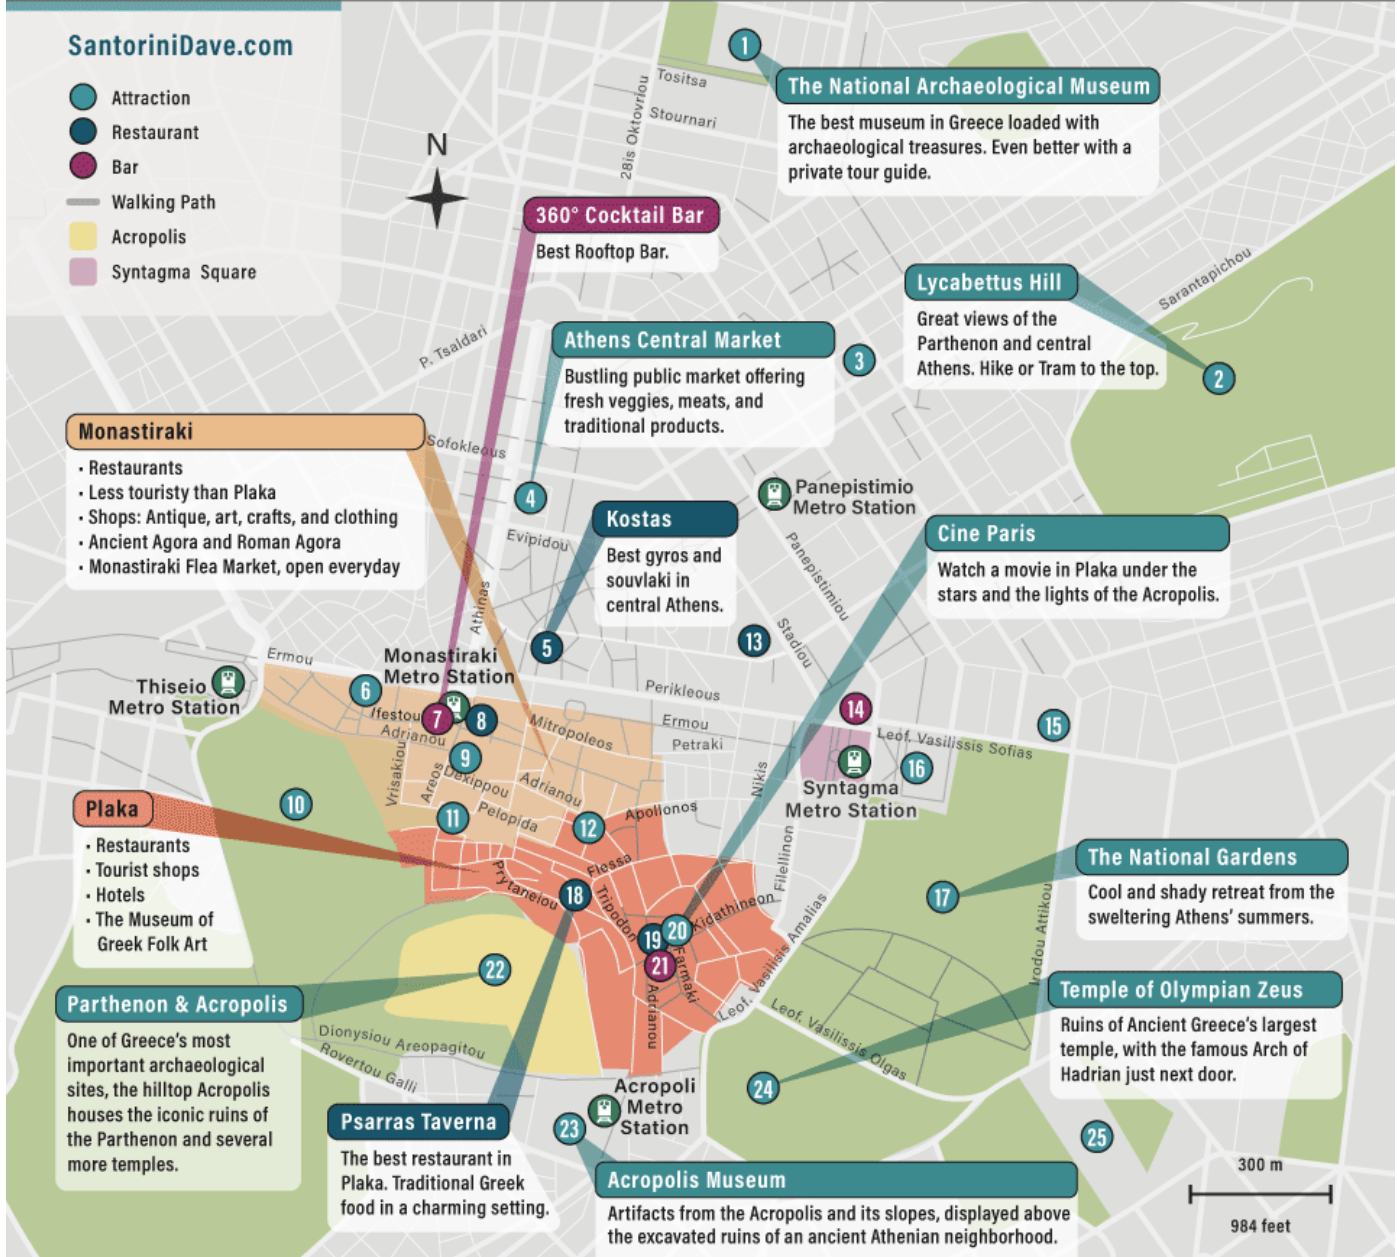 SantoriniDave.com
Attraction
Restaurant
Bar
Walking Path
Acropolis
Syntagma Square
N
1
Tositsa
Stournari
28is Oktovriou
The National Archaeological Museum
The best museum in Greece loaded with
archaeological treasures. Even better with a
private tour guide.
360° Cocktail Bar
Best Rooftop Bar.
Sarantapichou
Lycabettus Hill
Great views of the
Parthenon and central
Athens. Hike or Tram to the top.
2
P. Tsaldari
Athens Central Market
Bustling public market offering
fresh veggies, meats, and
traditional products.
3
Monastiraki
· Restaurants
· Less touristy than Plaka
· Shops: Antique, art, crafts, and clothing
· Ancient Agora and Roman Agora
· Monastiraki Flea Market, open everyday
Sofokleous
4
Evipidou
Panepistimio
Metro Station
Kostas
Best gyros and
souvlaki in
central Athens.
Panepistimiou
Cine Paris
Watch a movie in Plaka under the
stars and the lights of the Acropolis.
Athinas
5
13
Stadiou
Ermou
Monastiraki
Metro Station
Thiseio
Metro Station
6
Ifestou
7
8
Perikleous
Ermou
Petraki
Mitropoleos
14
15
Leof. Vasilissis Sofias
Adrianou
Vrisakiou
Areos
9
Dexippou
Adrianou
Nikis
16
Syntagma
Metro Station
Plaka
· Restaurants
· Tourist shops
· Hotels
· The Museum of
Greek Folk Art
10
11
Pelopida
12
Apollonos
Flessa
Filellinon
The National Gardens
Cool and shady retreat from the
sweltering Athens' summers.
17
Prytaneiou
18
Tripodon
19
20
Kidathineon
21
Farmaki
Adrianou
Leof. Vasilisis Amalias
Irodou Attikou
22
Parthenon & Acropolis
One of Greece's most
important archaeological
sites, the hilltop Acropolis
houses the iconic ruins of
the Parthenon and several
more temples.
Dionysiou Areopagitou
Rovertou Galli
Leof. Vasilissis Olgas
Temple of Olympian Zeus
Ruins of Ancient Greece's largest
temple, with the famous Arch of
Hadrian just next door.
24
Acropoli
Metro
Station
Psarras Taverna
The best restaurant in
Plaka. Traditional Greek
food in a charming setting.
23
25
Acropolis Museum
Artifacts from the Acropolis and its slopes, displayed above
the excavated ruins of an ancient Athenian neighborhood.
300 m
984 feet